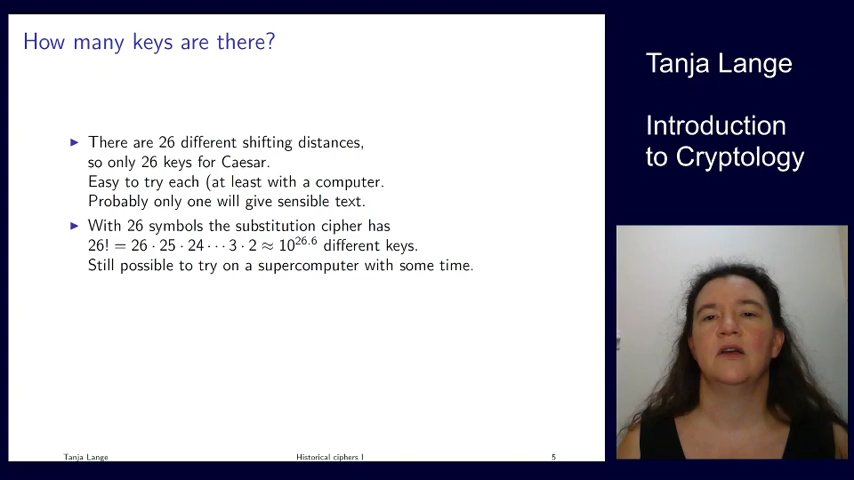 How many keys are there?
▶ There are 26 different shifting distances,
so only 26 keys for Caesar.
Easy to try each (at least with a computer.
Probably only one will give sensible text.
▶ With 26 symbols the substitution cipher has
26! = 26 · 25 · 24 · · · 3 · 2 ≈ 10^26.6 different keys.
Still possible to try on a supercomputer with some time.
Tanja Lange
Historical ciphers I
5
Tanja Lange
Introduction
to Cryptology